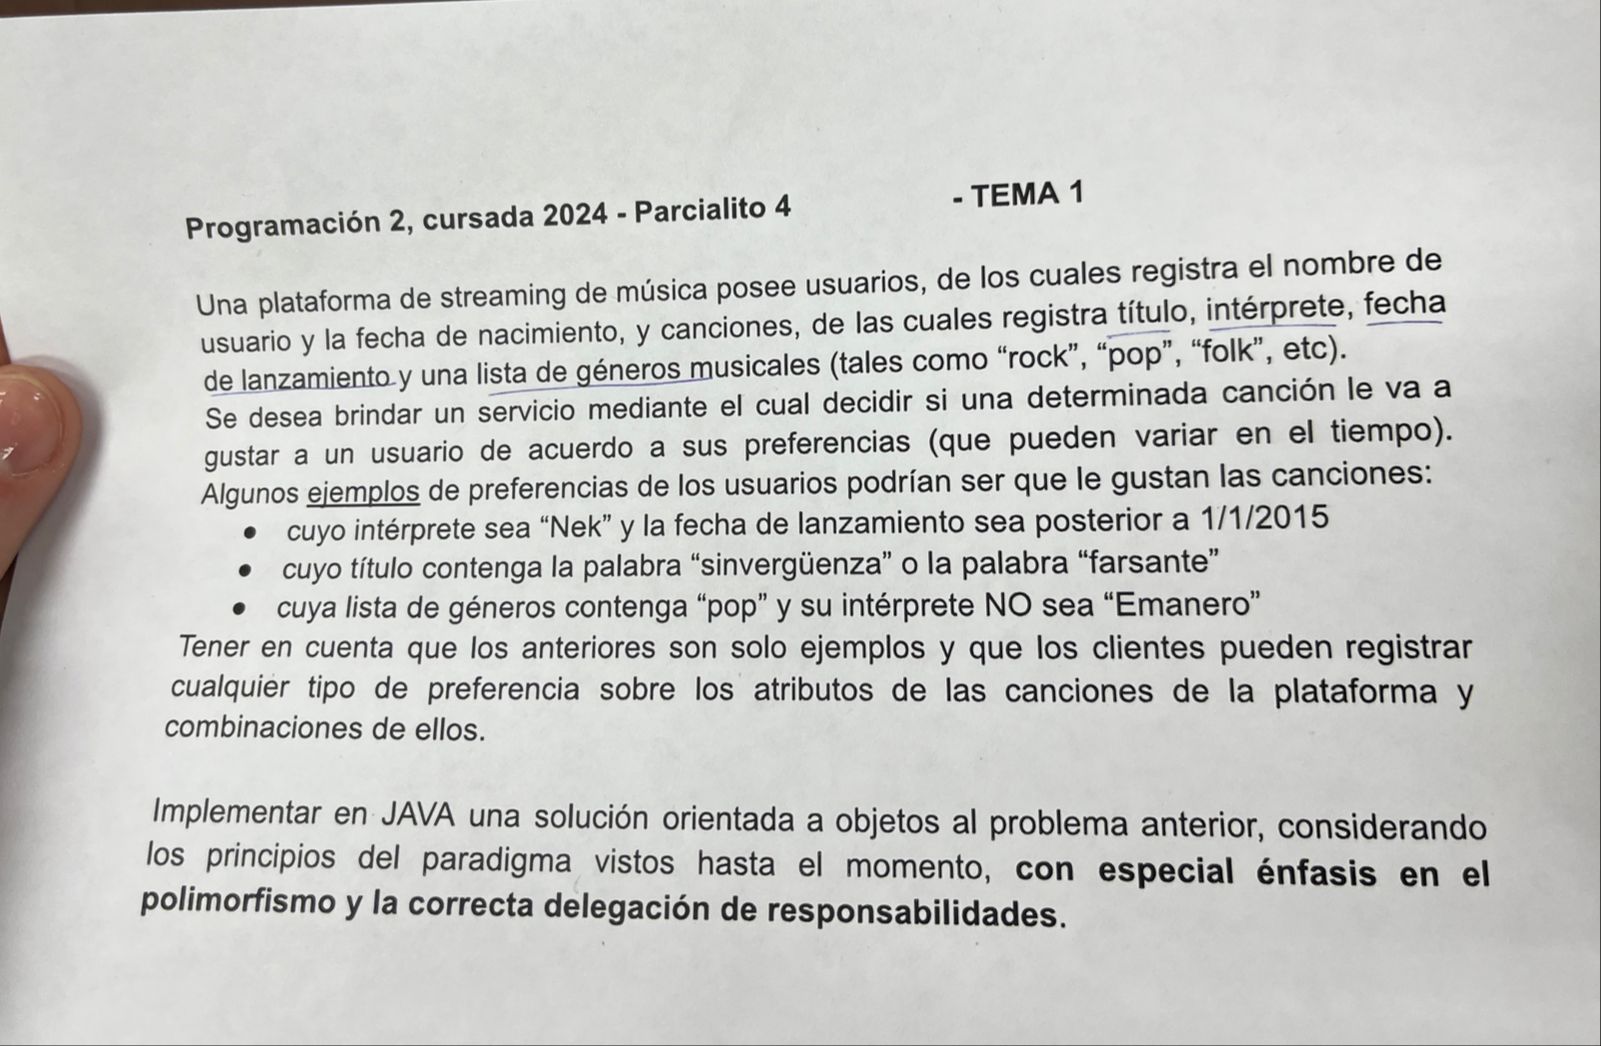 Programación 2, cursada 2024 - Parcialito 4 - TEMA 1
Una plataforma de streaming de música posee usuarios, de los cuales registra el nombre de
usuario y la fecha de nacimiento, y canciones, de las cuales registra título, intérprete, fecha
de lanzamiento y una lista de géneros musicales (tales como “rock”, “pop”, “folk”, etc).
Se desea brindar un servicio mediante el cual decidir si una determinada canción le va a
gustar a un usuario de acuerdo a sus preferencias (que pueden variar en el tiempo).
Algunos ejemplos de preferencias de los usuarios podrían ser que le gustan las canciones:
• cuyo intérprete sea “Nek” y la fecha de lanzamiento sea posterior a 1/1/2015
• cuyo título contenga la palabra “sinvergüenza” o la palabra “farsante”
• cuya lista de géneros contenga “pop” y su intérprete NO sea “Emanero”
Tener en cuenta que los anteriores son solo ejemplos y que los clientes pueden registrar
cualquier tipo de preferencia sobre los atributos de las canciones de la plataforma y
combinaciones de ellos.
Implementar en JAVA una solución orientada a objetos al problema anterior, considerando
los principios del paradigma vistos hasta el momento, con especial énfasis en el
polimorfismo y la correcta delegación de responsabilidades.